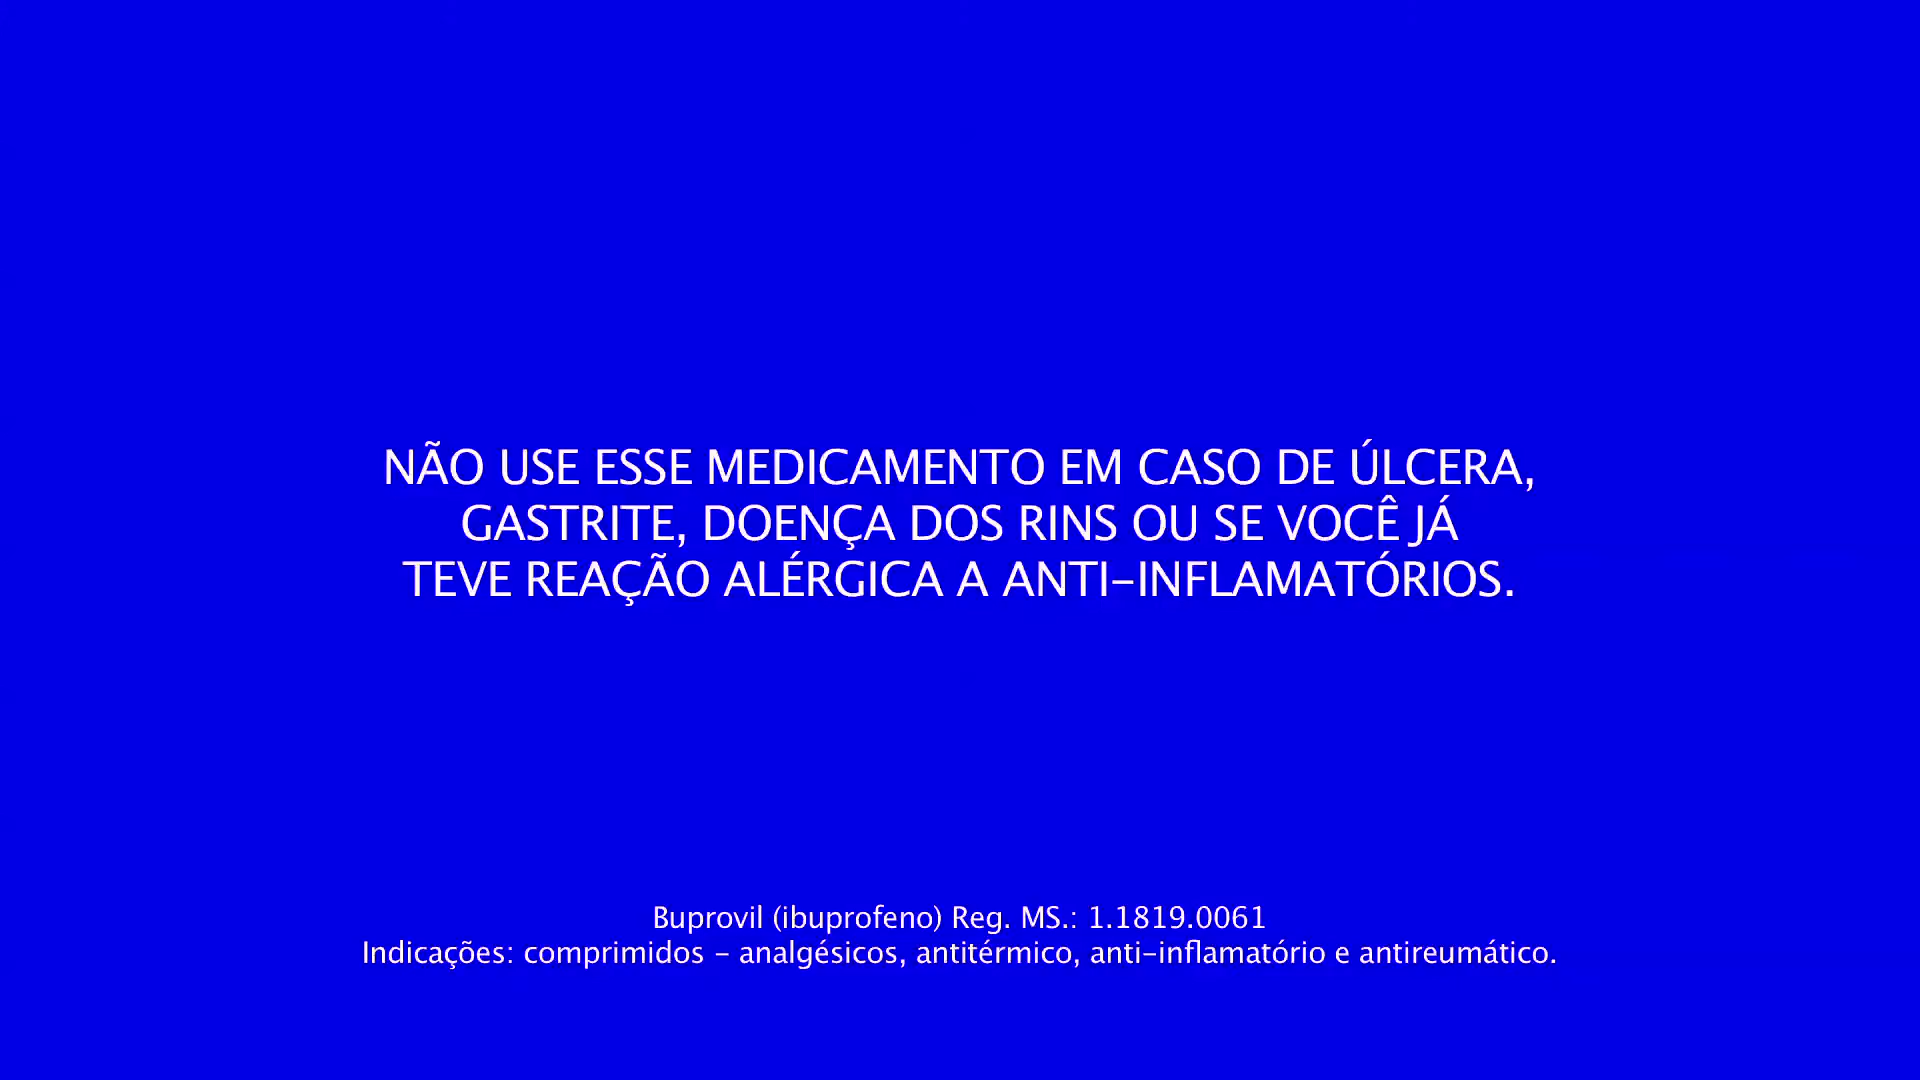 NÃO USE ESSE MEDICAMENTO EM CASO DE ÚLCERA,
GASTRITE, DOENÇA DOS RINS OU SE VOCÊ JÁ
TEVE REAÇÃO ALÉRGICA A ANTI-INFLAMATÓRIOS.
Buprovil (ibuprofeno) Reg. MS.: 1.1819.0061
Indicações: comprimidos - analgésicos, antitérmico, anti-inflamatório e antireumático.